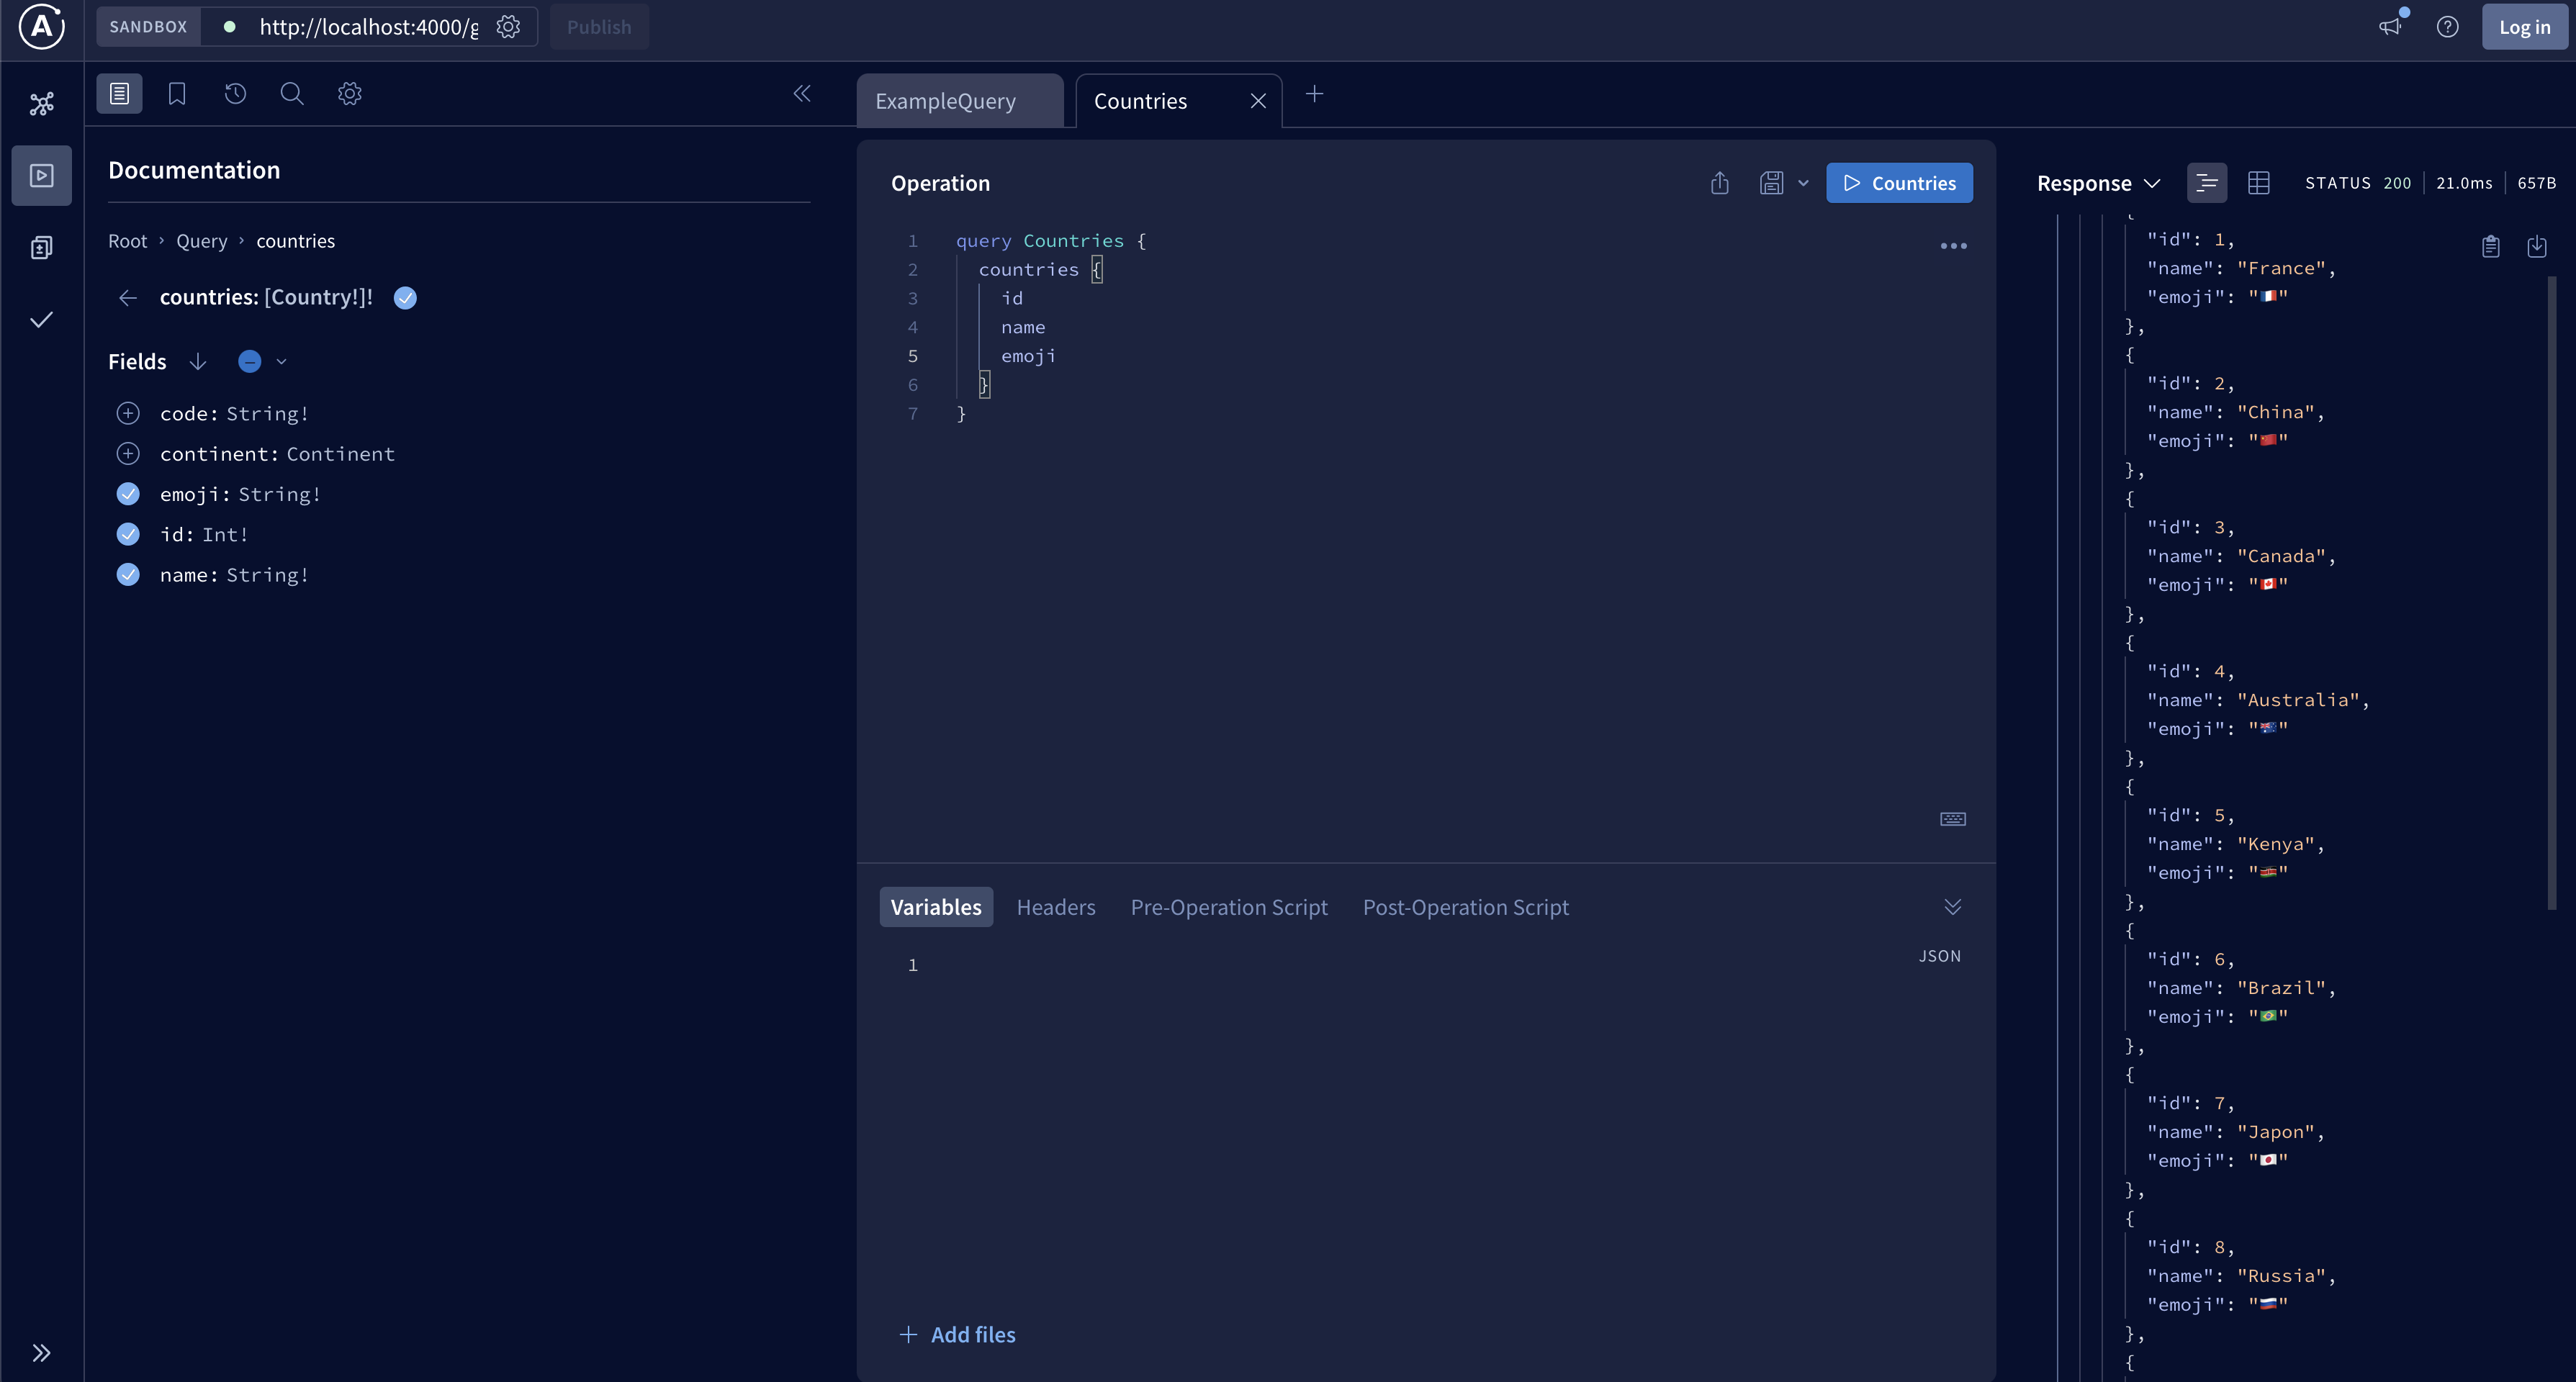 SANDBOX
http://localhost:4000/g
Publish
Log in
Documentation
Root › Query › countries
countries: [Country!]!
Fields
code: String!
continent: Continent
emoji: String!
id: Int!
name: String!
ExampleQuery
Countries
Operation
Countries
1 query Countries {
2 countries {
3 id
4 name
5 emoji
6 }
7 }
Variables
Headers
Pre-Operation Script
Post-Operation Script
1
JSON
Add files
Response
STATUS 200
21.0ms
657B
{
"id": 1,
"name": "France",
"emoji": "🇫🇷"
},
{
"id": 2,
"name": "China",
"emoji": "🇨🇳"
},
{
"id": 3,
"name": "Canada",
"emoji": "🇨🇦"
},
{
"id": 4,
"name": "Australia",
"emoji": "🇦🇺"
},
{
"id": 5,
"name": "Kenya",
"emoji": "🇰🇪"
},
{
"id": 6,
"name": "Brazil",
"emoji": "🇧🇷"
},
{
"id": 7,
"name": "Japon",
"emoji": "🇯🇵"
},
{
"id": 8,
"name": "Russia",
"emoji": "🇷🇺"
},
{